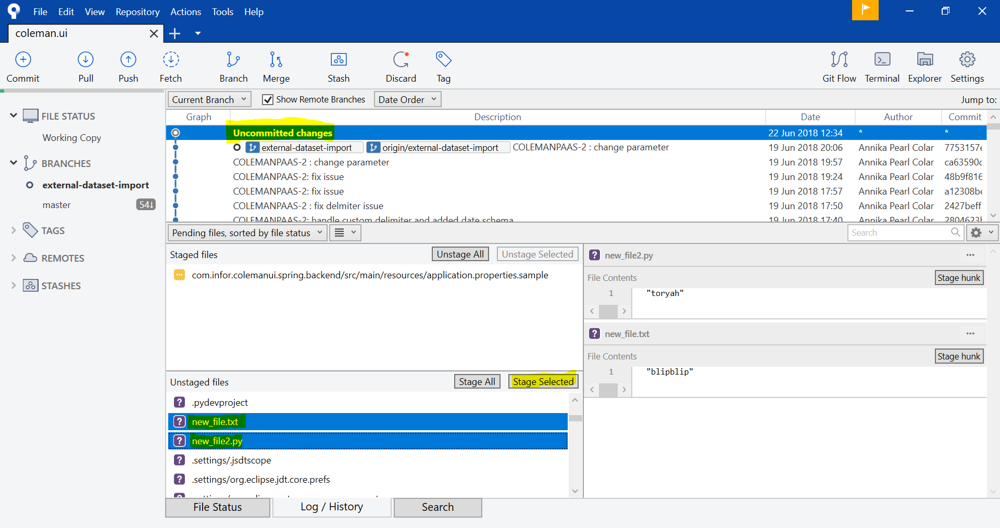 File Edit View Repository Actions Tools Help
coleman.ui
Commit Pull Push Fetch Branch Merge Stash Discard Tag Git Flow Terminal Explorer Settings
Current Branch Show Remote Branches Date Order Jump to:
Graph Description Date Author Commit
Uncommitted changes 22 Jun 2018 12:34 * *
external-dataset-import origin/external-dataset-import COLEMANPAAS-2 : change parameter 19 Jun 2018 20:06 Annika Pearl Colar 7753157e
COLEMANPAAS-2 : change parameter 19 Jun 2018 19:57 Annika Pearl Colar ca63590c
COLEMANPAAS-2: fix issue 19 Jun 2018 19:24 Annika Pearl Colar 48b9f816
COLEMANPAAS-2: fix issue 19 Jun 2018 17:57 Annika Pearl Colar a12308be
COLEMANPAAS-2 : fix delmiter issue 19 Jun 2018 17:50 Annika Pearl Colar 2427beff
COLEMANPAAS-2: handle custom delimiter and added date schema 19 Jun 2018 17:40 Annika Pearl Colar
FILE STATUS
Working Copy
BRANCHES
external-dataset-import
master 54↓
TAGS
REMOTES
STASHES
Pending files, sorted by file status Search
Staged files Unstage All Unstage Selected
com.infor.colemanui.spring.backend/src/main/resources/application.properties.sample
Unstaged files Stage All Stage Selected
.pydevproject
new_file.txt
new_file2.py
.settings/.jsdtscope
.settings/org.eclipse.jdt.core.prefs
new_file2.py ...
File Contents Stage hunk
1 "toryah"
new_file.txt ...
File Contents Stage hunk
1 "blipblip"
File Status Log / History Search